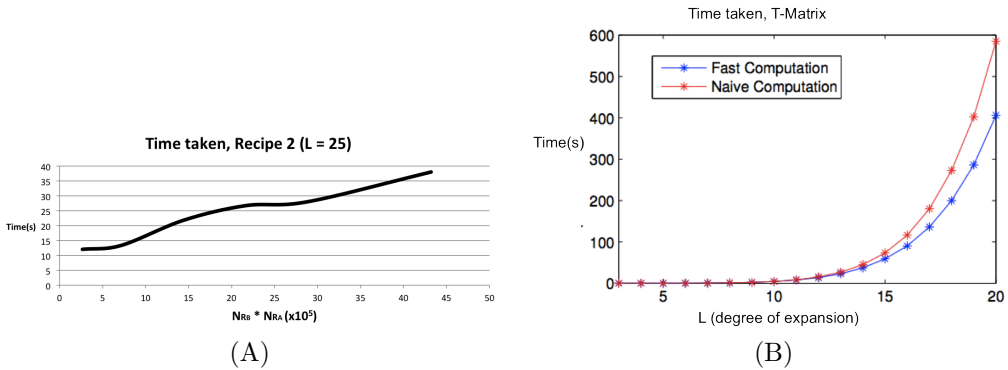 Time taken, Recipe 2 (L = 25)
40
35
30
25
20
15
10
5
0
Time(s)
0 5 10 15 20 25 30 35 40 45 50
NRB * NRA (x10⁵)
(A)
Time taken, T-Matrix
600
500
400
300
200
100
0
Time(s)
Fast Computation
Naive Computation
5 10 15 20
L (degree of expansion)
(B)